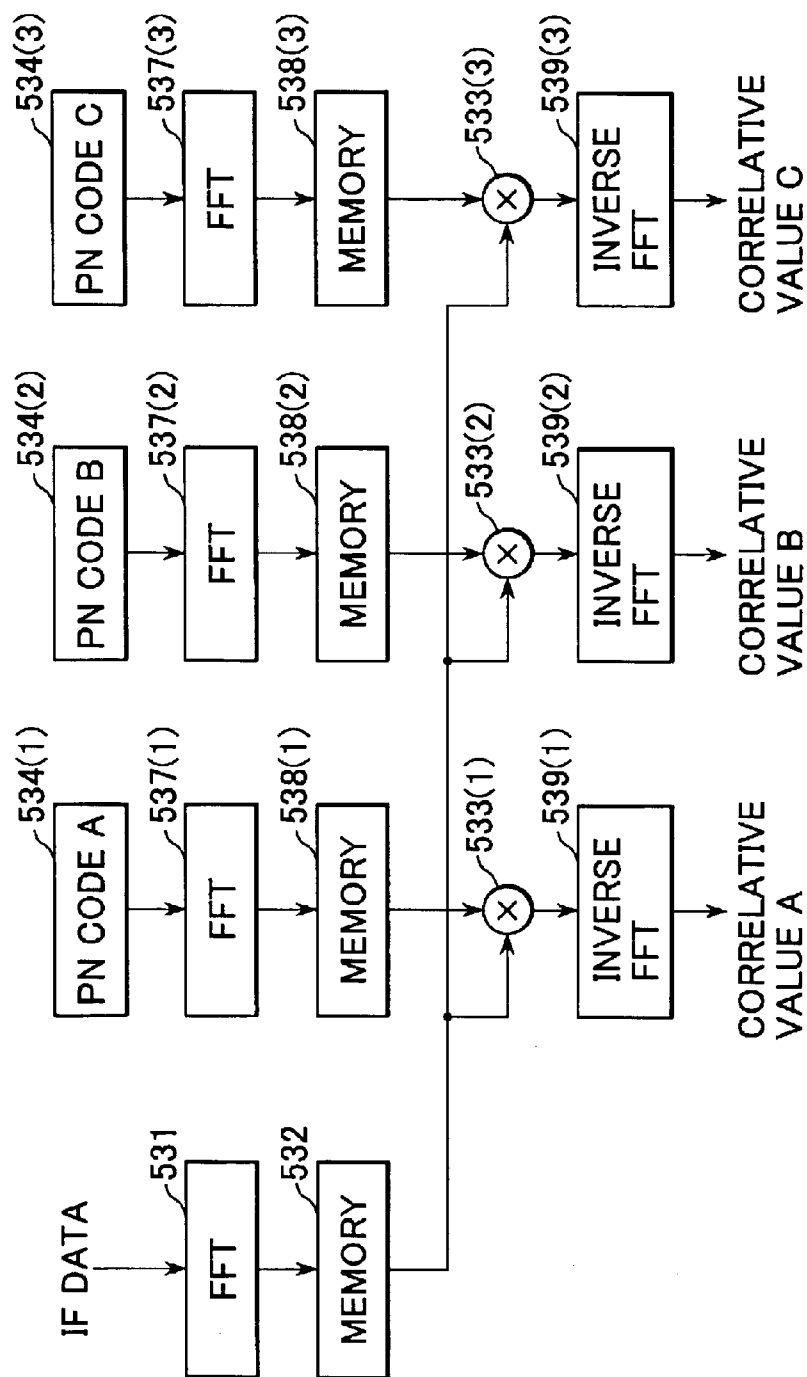 IF DATA
531
FFT
532
MEMORY
534(1)
PN CODE A
537(1)
FFT
538(1)
MEMORY
533(1)
×
539(1)
INVERSE
FFT
CORRELATIVE
VALUE A
534(2)
PN CODE B
537(2)
FFT
538(2)
MEMORY
533(2)
×
539(2)
INVERSE
FFT
CORRELATIVE
VALUE B
534(3)
PN CODE C
537(3)
FFT
538(3)
MEMORY
533(3)
×
539(3)
INVERSE
FFT
CORRELATIVE
VALUE C